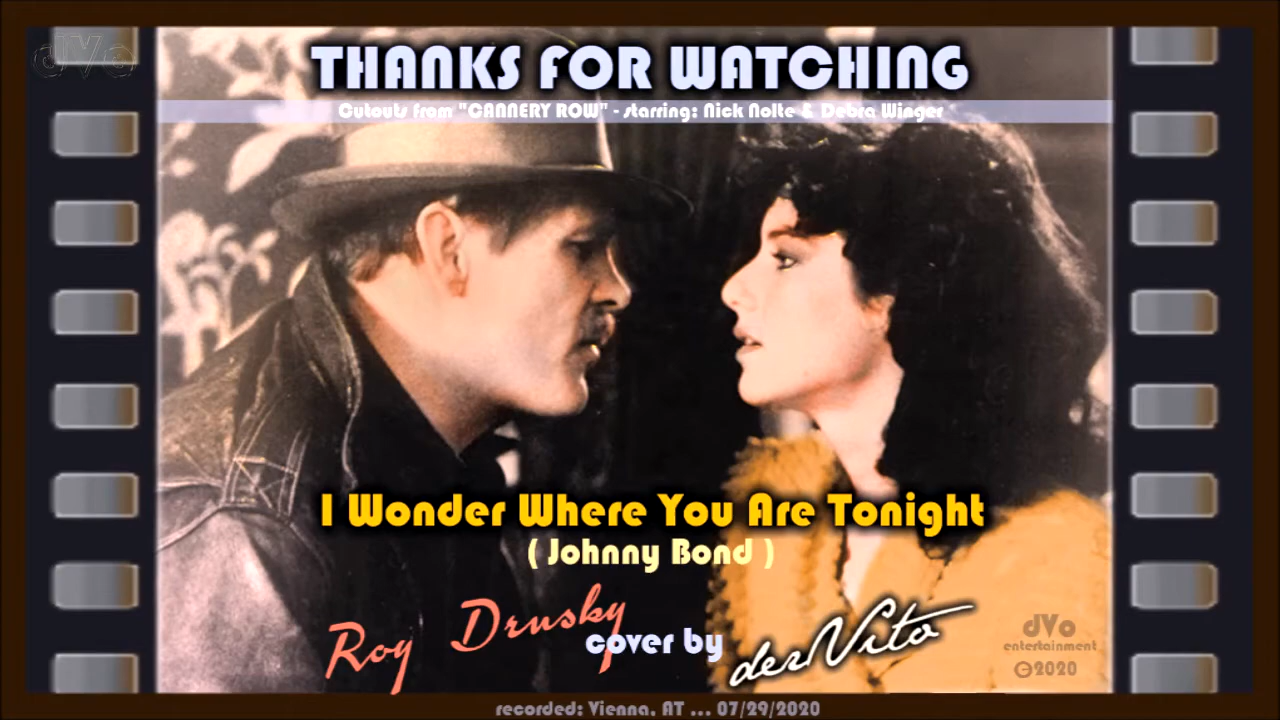 dVo
THANKS FOR WATCHING
Cutouts from "CANNERY ROW" - starring: Nick Nolte & Debra Winger
I Wonder Where You Are Tonight
( Johnny Bond )
Roy Drusky
cover by
derVito
dVo
entertainment
©2020
recorded: Vienna, AT ... 07/29/2020